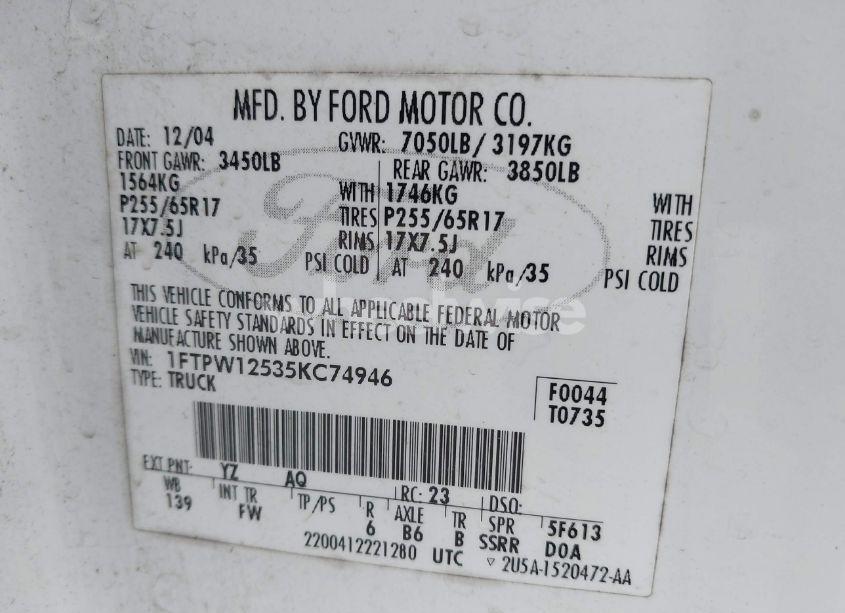 MFD. BY FORD MOTOR CO.
DATE: 12/04 GVWR: 7050LB/ 3197KG
FRONT GAWR: 3450LB REAR GAWR: 3850LB
1564KG WITH 1746KG WITH
P255/65R17 TIRES P255/65R17 TIRES
17X7.5J RIMS 17X7.5J RIMS
AT 240 kPa/35 PSI COLD AT 240 kPa/35 PSI COLD
THIS VEHICLE CONFORMS TO ALL APPLICABLE FEDERAL MOTOR
VEHICLE SAFETY STANDARDS IN EFFECT ON THE DATE OF
MANUFACTURE SHOWN ABOVE.
VIN: 1FTPW12535KC74946
TYPE: TRUCK
F0044
T0735
EXT PNT: YZ AQ RC: 23 DSO:
WB INT TR TP/PS R AXLE TR SPR 5F613
139 FW 6 B6 B SSRR D0A
2200412221280 UTC ▽ 2U5A-1520472-AA
Ford